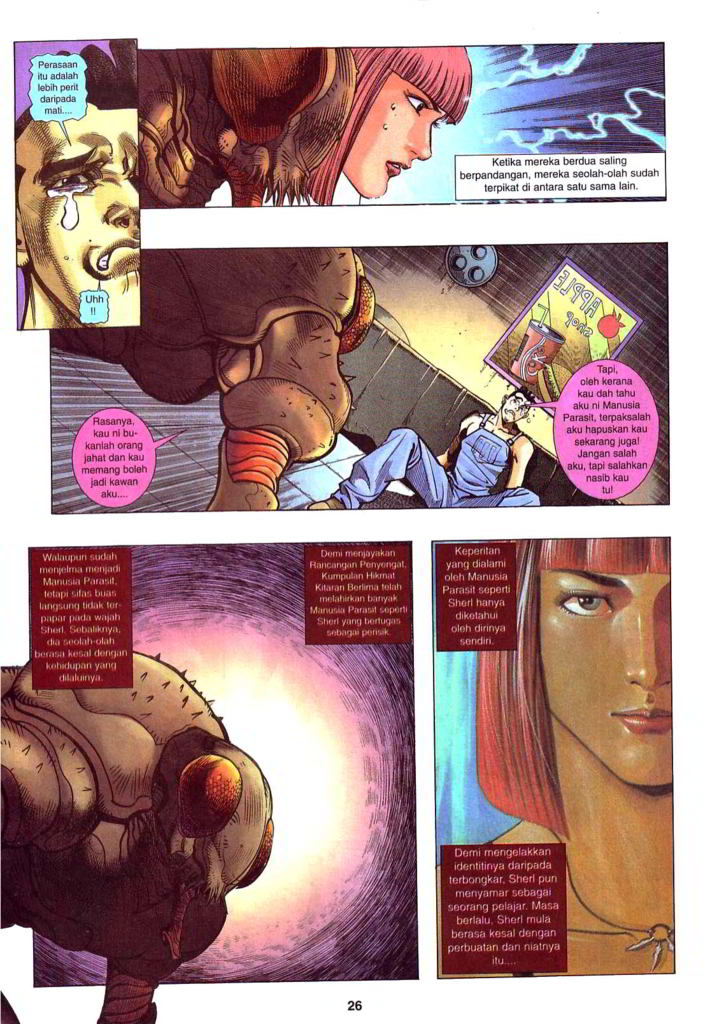 Perasaan
itu adalah
lebih perit
daripada
mati....
Uhh
!!
Ketika mereka berdua saling
berpandangan, mereka seolah-olah sudah
terpikat di antara satu sama lain.
APPLE
SHOP
Rasanya,
kau ni bu-
kanlah orang
jahat dan kau
memang boleh
jadi kawan
aku....
Tapi,
oleh kerana
kau dah tahu
aku ni Manusia
Parasit, terpaksalah
aku hapuskan kau
sekarang juga!
Jangan salah
aku, tapi salahkan
nasib kau
tu!
Walaupun sudah
menjelma menjadi
Manusia Parasit,
tetapi sifas buas
langsung tidak ter-
papar pada wajah
Sherl. Sebaliknya,
dia seolah-olah
berasa kesal dengan
kehidupan yang
dilaluinya.
Demi menjayakan
Rancangan Penyengat,
Kumpulan Hikmat
Kitaran Berlima telah
melahirkan banyak
Manusia Parasit seperti
Sherl yang bertugas
sebagai perisik.
Keperitan
yang dialami
oleh Manusia
Parasit seperti
Sherl hanya
diketahui
oleh dirinya
sendiri.
Demi mengelakkan
identitinya daripada
terbongkar, Sherl pun
menyamar sebagai
seorang pelajar. Masa
berlalu, Sherl mula
berasa kesal dengan
perbuatan dan niatnya
itu....
26